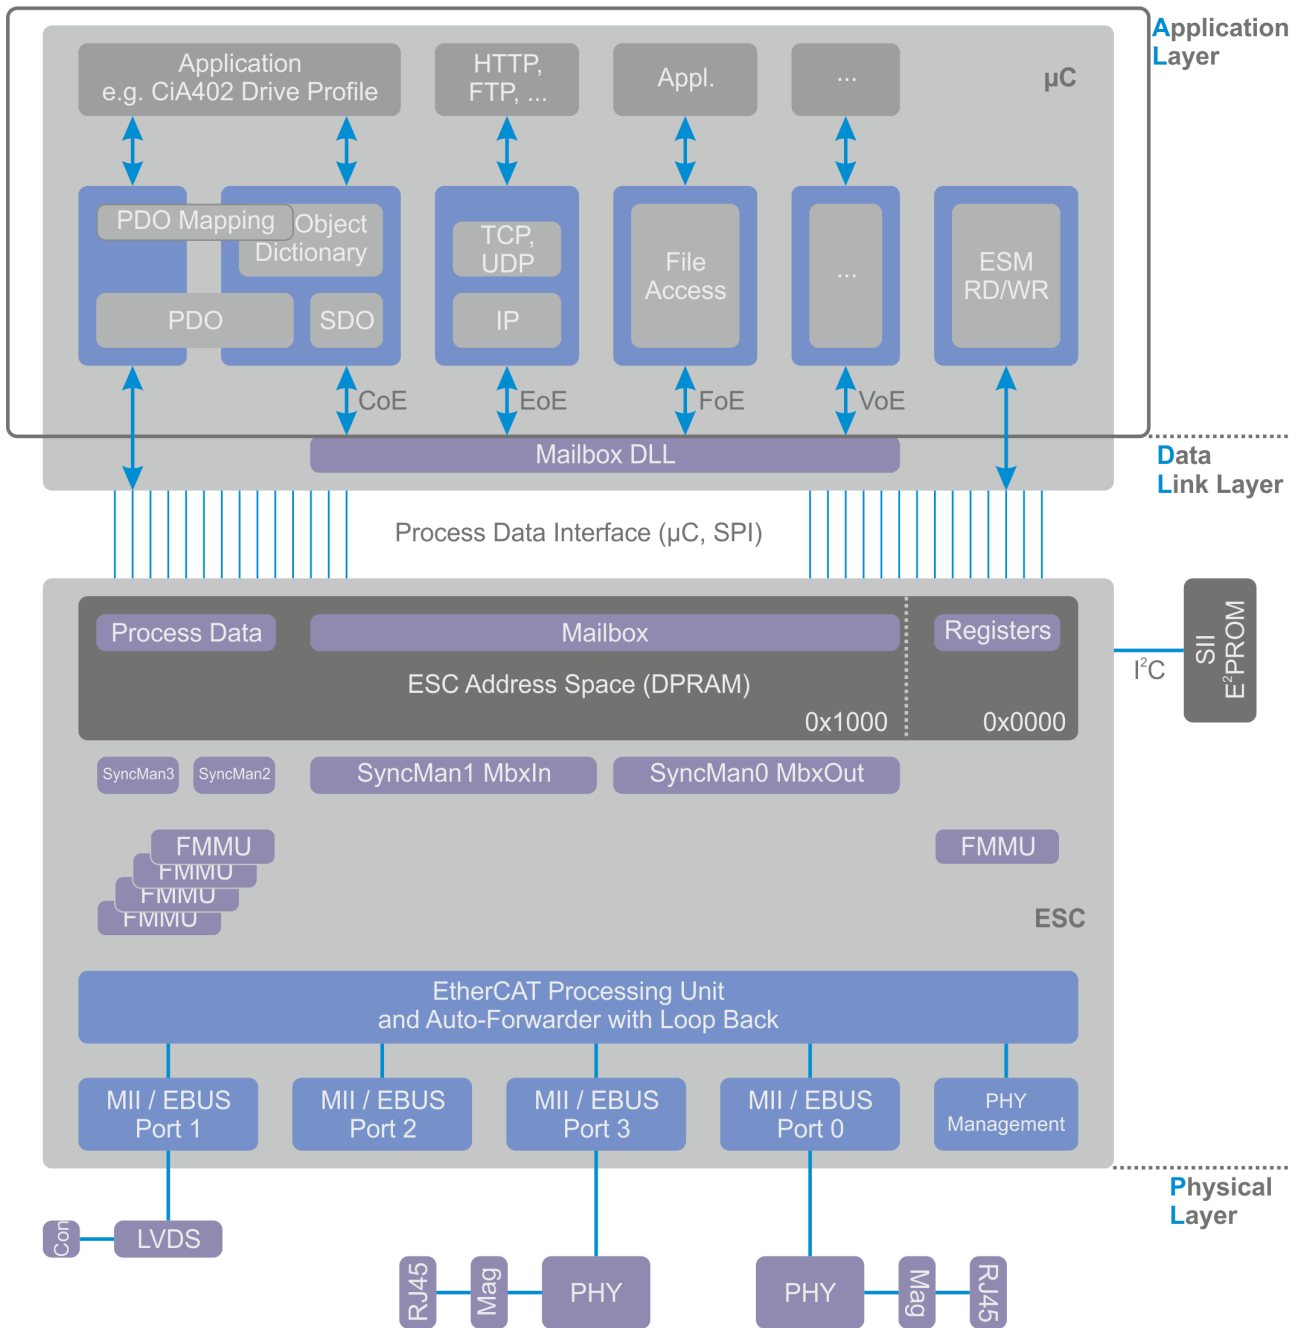 Application
Layer
Application
e.g. CiA402 Drive Profile
HTTP,
FTP, ...
Appl.
...
µC
PDO Mapping
Object
Dictionary
PDO
SDO
TCP,
UDP
IP
File
Access
...
ESM
RD/WR
CoE
EoE
FoE
VoE
Mailbox DLL
Data
Link Layer
Process Data Interface (µC, SPI)
Process Data
Mailbox
Registers
ESC Address Space (DPRAM)
0x1000
0x0000
I²C
SII
E²PROM
SyncMan3
SyncMan2
SyncMan1 MbxIn
SyncMan0 MbxOut
FMMU
FMMU
FMMU
FMMU
FMMU
ESC
EtherCAT Processing Unit
and Auto-Forwarder with Loop Back
MII / EBUS
Port 1
MII / EBUS
Port 2
MII / EBUS
Port 3
MII / EBUS
Port 0
PHY
Management
Physical
Layer
Con
LVDS
RJ45
Mag
PHY
PHY
Mag
RJ45